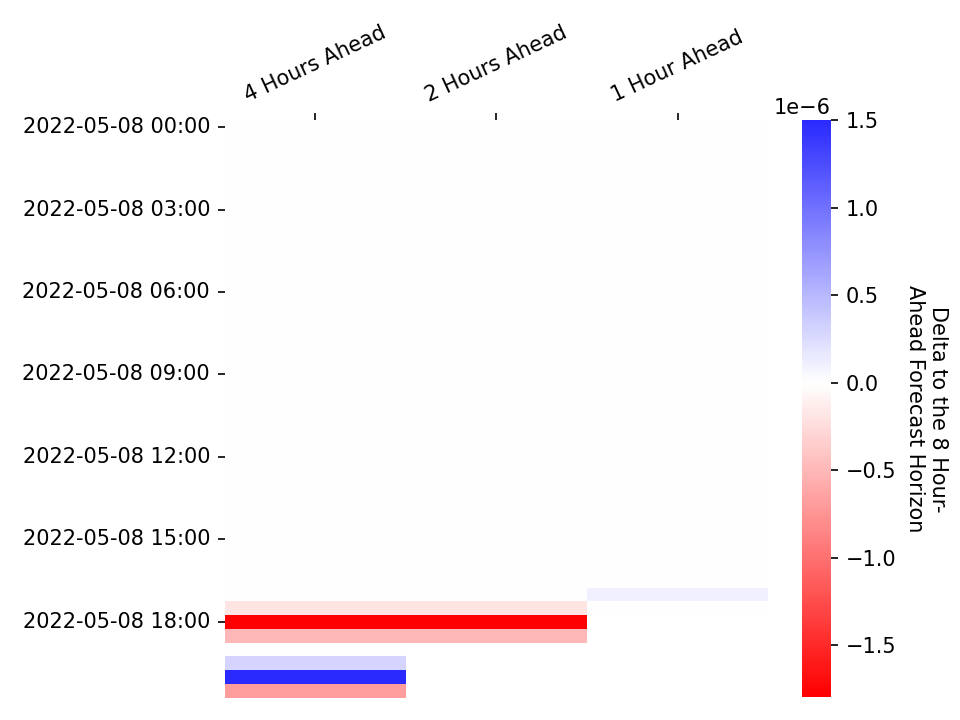 4 Hours Ahead
2 Hours Ahead
1 Hour Ahead
1e−6
2022-05-08 00:00
2022-05-08 03:00
2022-05-08 06:00
2022-05-08 09:00
2022-05-08 12:00
2022-05-08 15:00
2022-05-08 18:00
1.5
1.0
0.5
0.0
−0.5
−1.0
−1.5
Delta to the 8 Hour-
Ahead Forecast Horizon